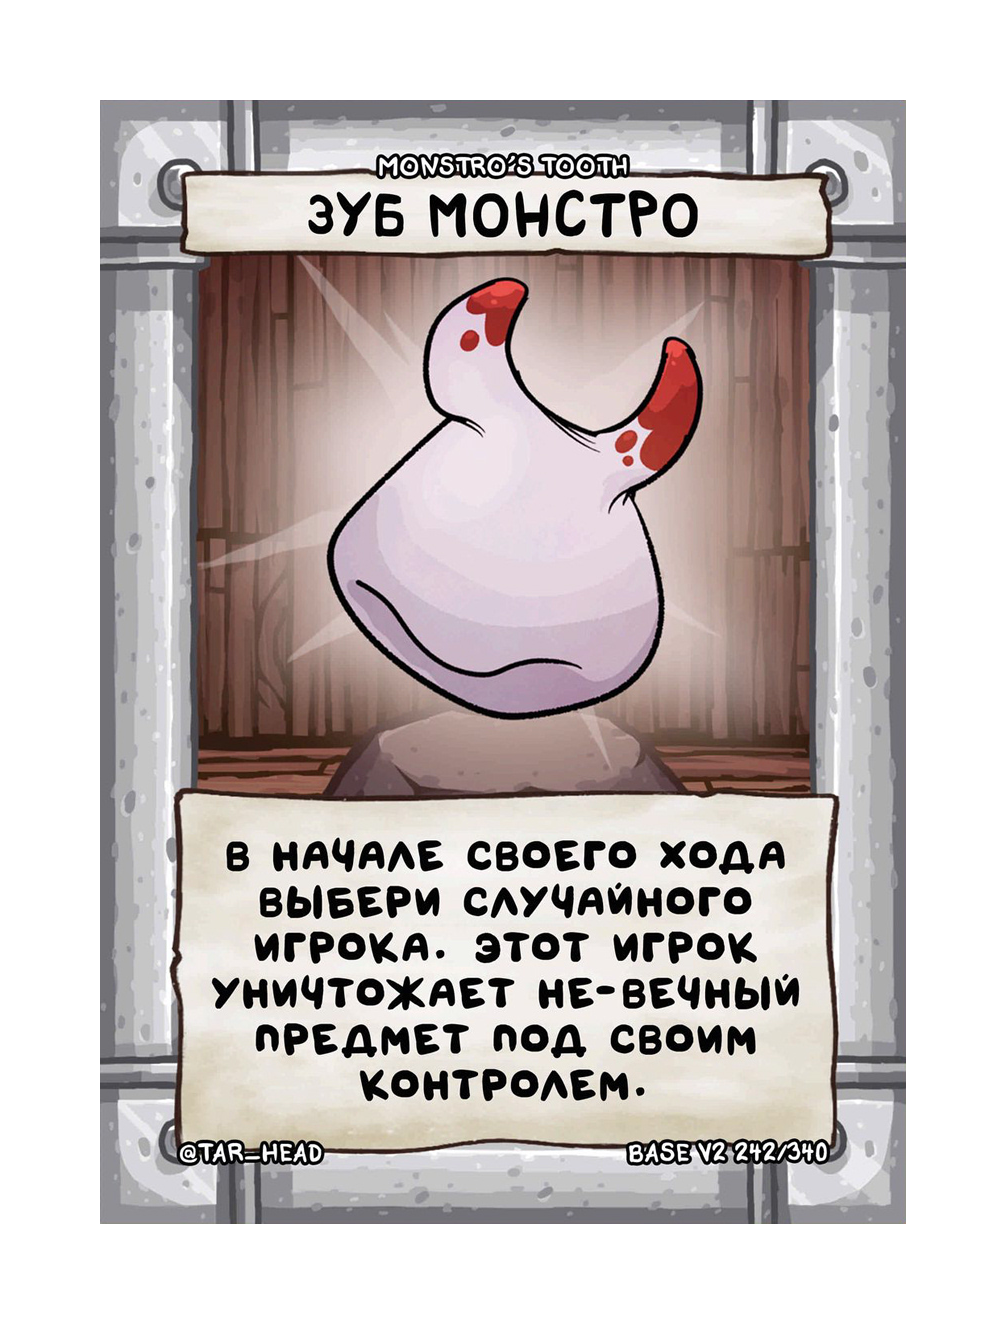 MONSTRO'S TOOTH
ЗУБ МОНСТРО
В НАЧАЛЕ СВОЕГО ХОДА
ВЫБЕРИ СЛУЧАЙНОГО
ИГРОКА. ЭТОТ ИГРОК
УНИЧТОЖАЕТ НЕ-ВЕЧНЫЙ
ПРЕДМЕТ ПОД СВОИМ
КОНТРОЛЕМ.
@TAR_HEAD
BASE V2 242/340